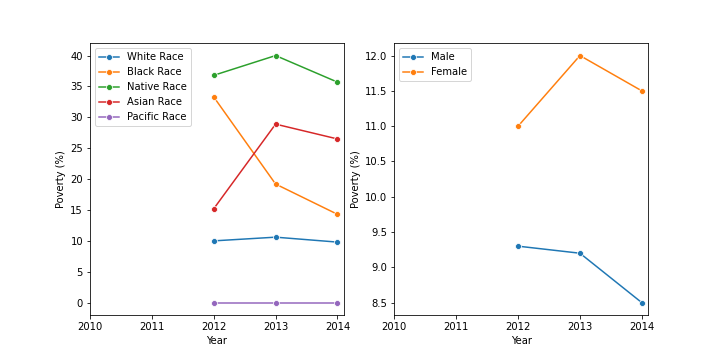 40
35
30
25
20
15
10
5
0
Poverty (%)
White Race
Black Race
Native Race
Asian Race
Pacific Race
2010 2011 2012 2013 2014
Year
12.0
11.5
11.0
10.5
10.0
9.5
9.0
8.5
Poverty (%)
Male
Female
2010 2011 2012 2013 2014
Year